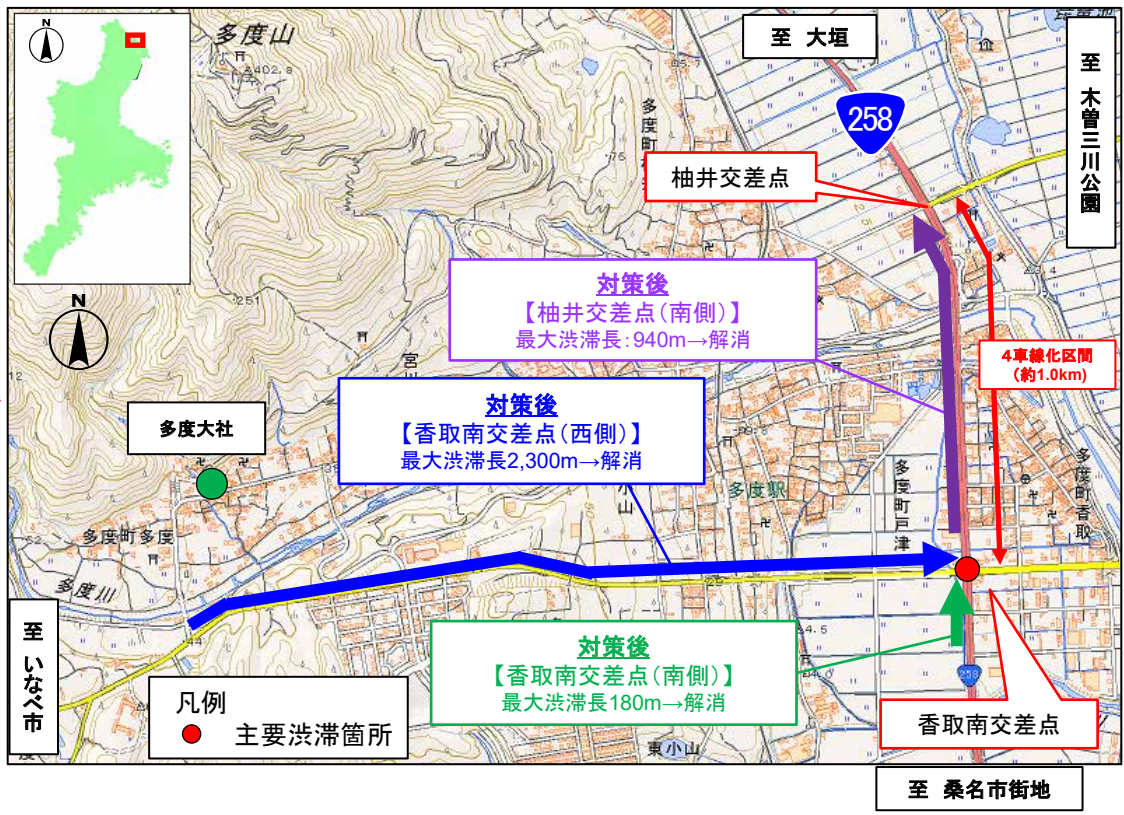 N
多度山
402.8
至 大垣
至 木曽三川公園
258
柚井交差点
対策後
【柚井交差点(南側)】
最大渋滞長:940m→解消
N
251
4車線化区間
(約1.0km)
対策後
【香取南交差点(西側)】
最大渋滞長2,300m→解消
多度大社
小山
多度駅
多度町戸津
多度町香取
多度町多度
多度川
44
至 いなべ市
対策後
【香取南交差点(南側)】
最大渋滞長180m→解消
258
凡例
主要渋滞箇所
香取南交差点
東小山
至 桑名市街地